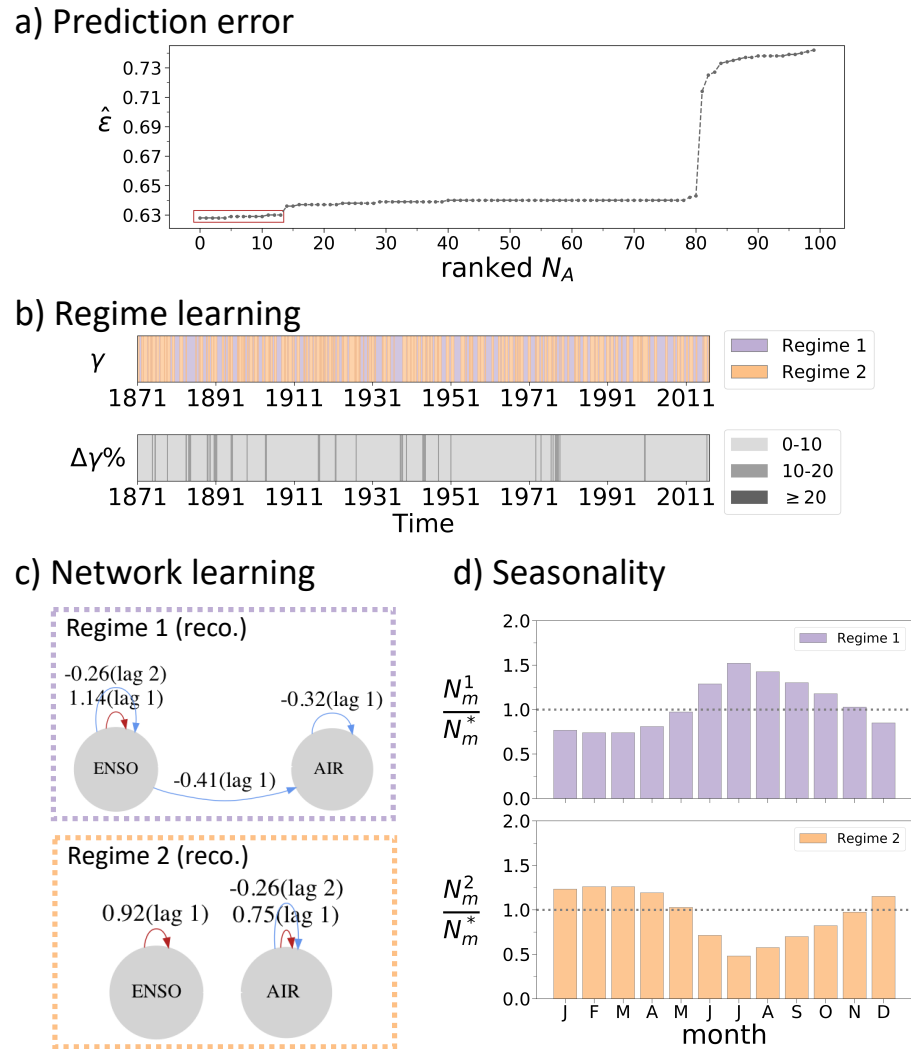 a) Prediction error
0.73
0.71
0.69
0.67
0.65
0.63
ε̂
0 10 20 30 40 50 60 70 80 90 100
ranked N_A
b) Regime learning
γ
1871 1891 1911 1931 1951 1971 1991 2011
Regime 1
Regime 2
Δγ%
1871 1891 1911 1931 1951 1971 1991 2011
Time
0-10
10-20
≥ 20
c) Network learning
Regime 1 (reco.)
-0.26(lag 2)
1.14(lag 1)
-0.32(lag 1)
ENSO
AIR
-0.41(lag 1)
Regime 2 (reco.)
-0.26(lag 2)
0.92(lag 1)
0.75(lag 1)
ENSO
AIR
d) Seasonality
2.0
1.5
1.0
0.5
0.0
N_m^1
N_m^*
Regime 1
2.0
1.5
1.0
0.5
0.0
N_m^2
N_m^*
Regime 2
J F M A M J J A S O N D
month